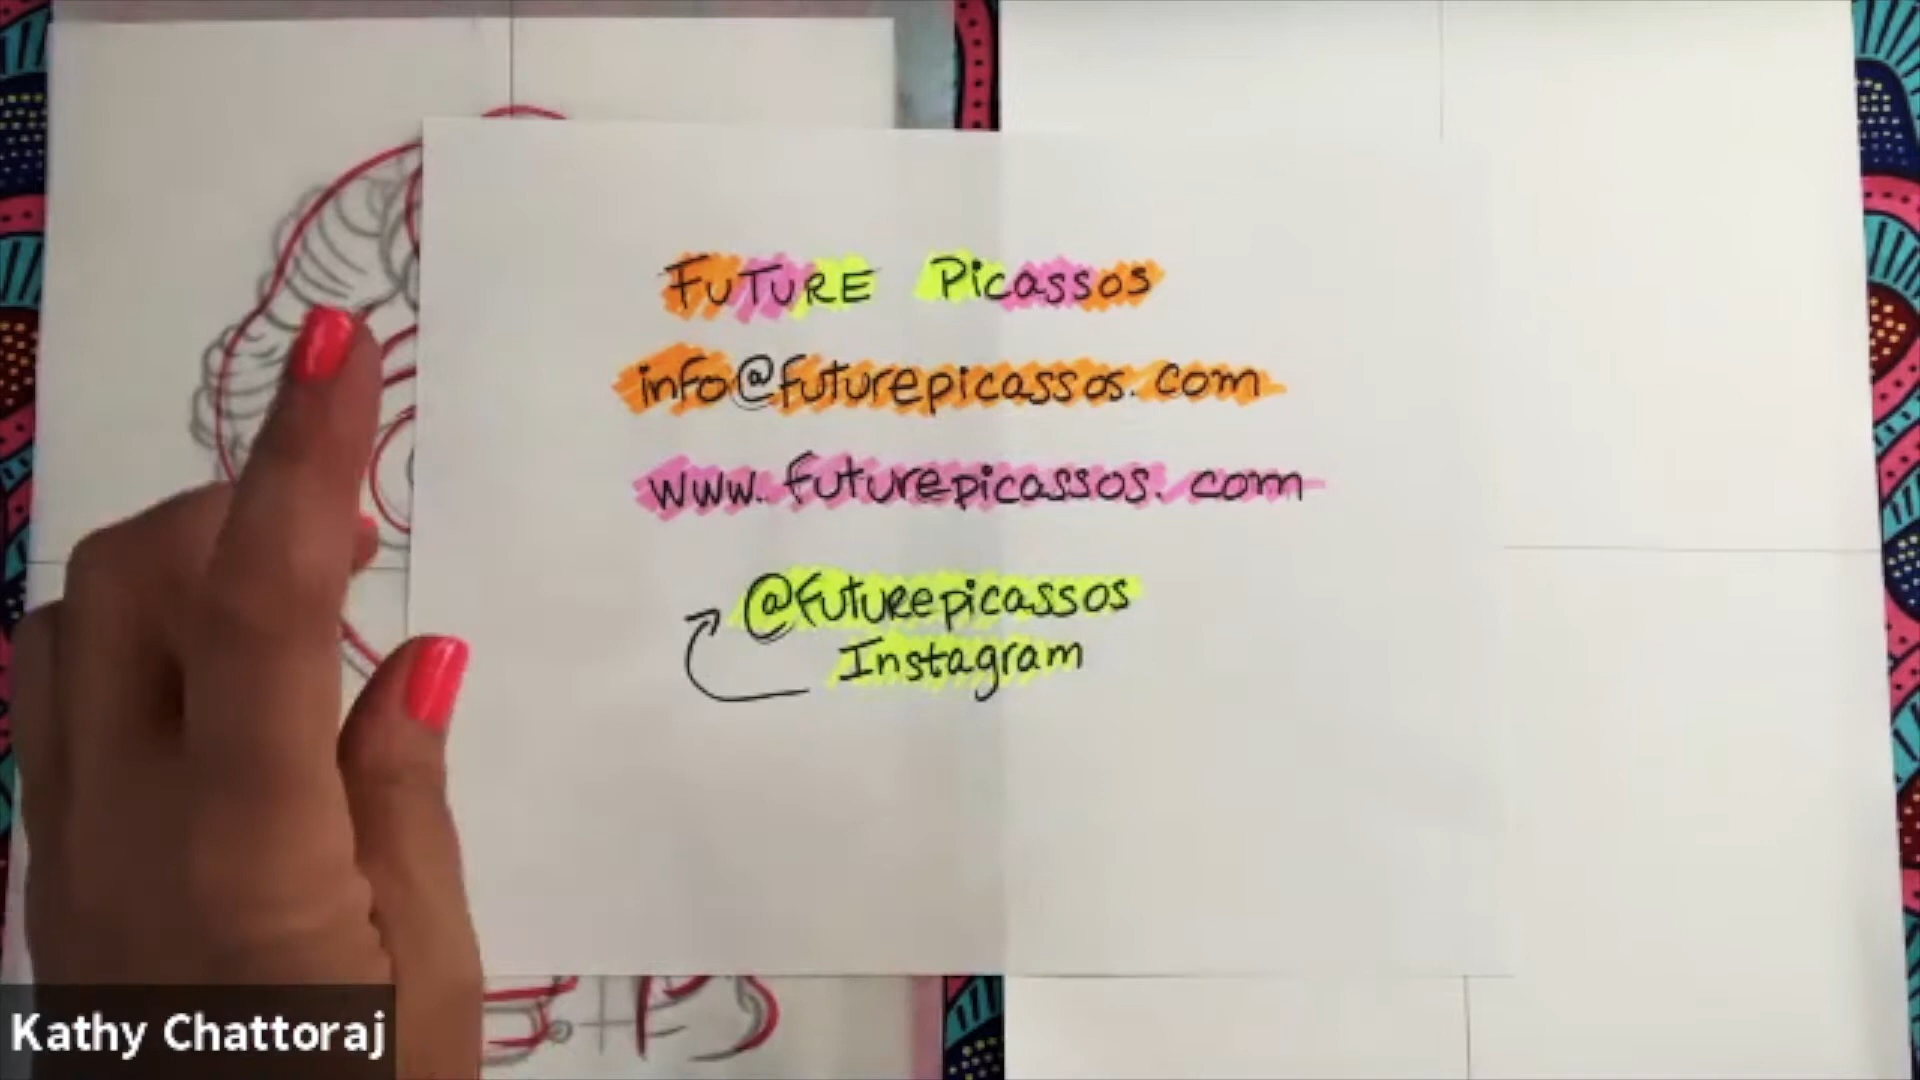 FuTuRE Picassos
info@futurepicassos.com
www.futurepicassos.com
@futurepicassos
Instagram
Kathy Chattoraj